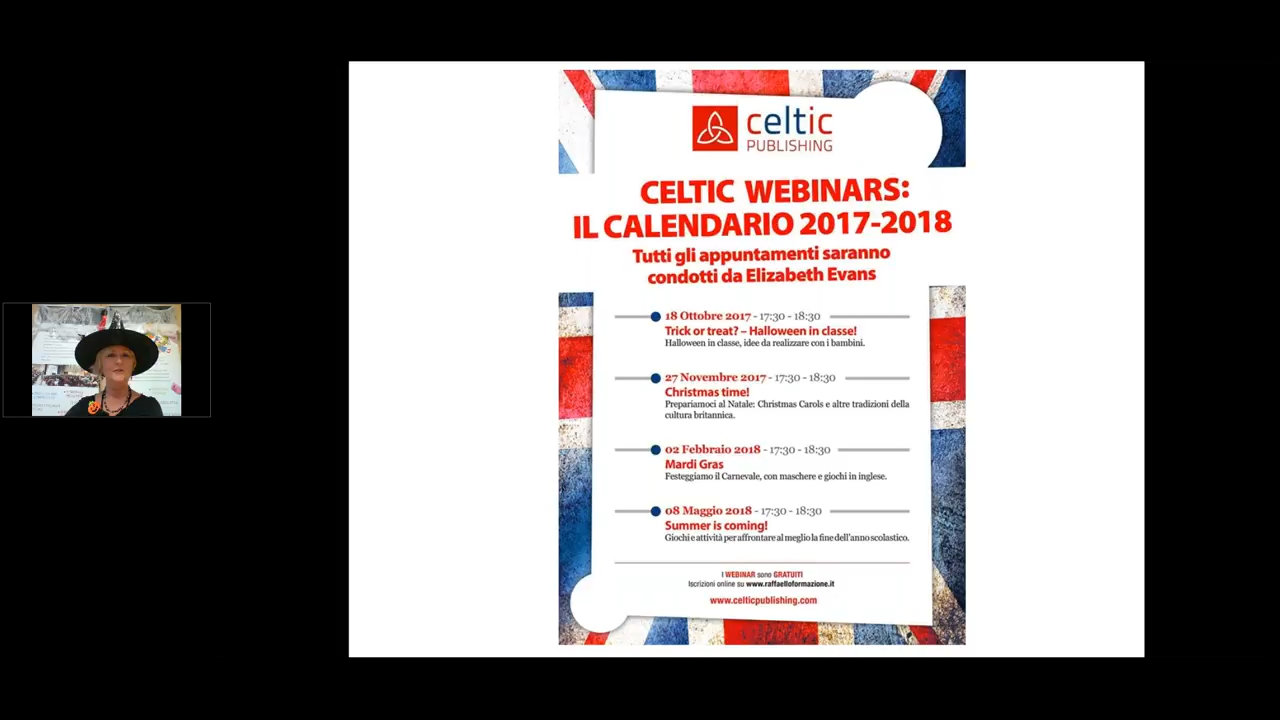 celtic
PUBLISHING
CELTIC WEBINARS:
IL CALENDARIO 2017-2018
Tutti gli appuntamenti saranno
condotti da Elizabeth Evans
18 Ottobre 2017 - 17:30 - 18:30
Trick or treat? – Halloween in classe!
Halloween in classe, idee da realizzare con i bambini.
27 Novembre 2017 - 17:30 - 18:30
Christmas time!
Prepariamoci al Natale: Christmas Carols e altre tradizioni della
cultura britannica.
02 Febbraio 2018 - 17:30 - 18:30
Mardi Gras
Festeggiamo il Carnevale, con maschere e giochi in inglese.
08 Maggio 2018 - 17:30 - 18:30
Summer is coming!
Giochi e attività per affrontare al meglio la fine dell'anno scolastico.
I WEBINAR sono GRATUITI
Iscrizioni online su www.raffaelloformazione.it
www.celticpublishing.com